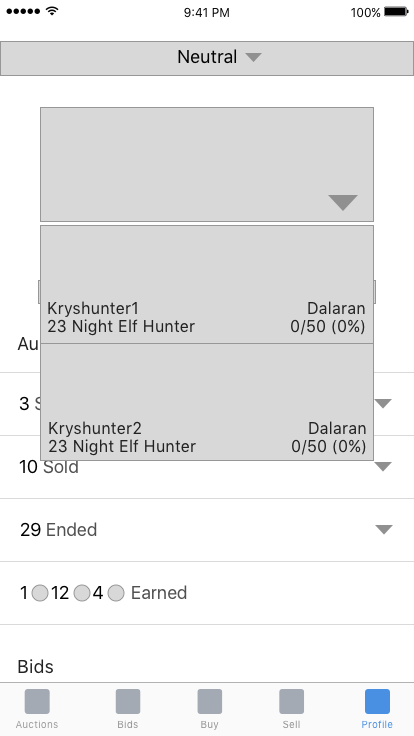 9:41 PM 100%
Neutral
Kryshunter1 Dalaran
23 Night Elf Hunter 0/50 (0%)
Au
3 S
Kryshunter2 Dalaran
23 Night Elf Hunter 0/50 (0%)
10 Sold
29 Ended
1 12 4 Earned
Bids
Auctions Bids Buy Sell Profile